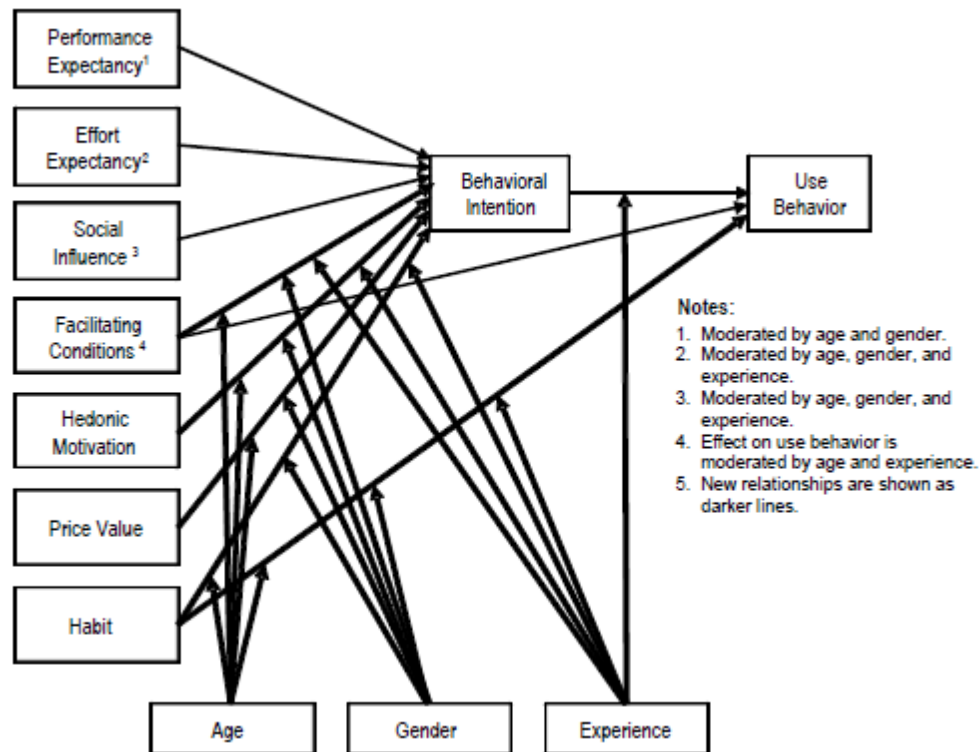 Performance
Expectancy1
Effort
Expectancy2
Social
Influence 3
Facilitating
Conditions 4
Hedonic
Motivation
Price Value
Habit
Behavioral
Intention
Use
Behavior
Notes:
1. Moderated by age and gender.
2. Moderated by age, gender, and
experience.
3. Moderated by age, gender, and
experience.
4. Effect on use behavior is
moderated by age and experience.
5. New relationships are shown as
darker lines.
Age
Gender
Experience